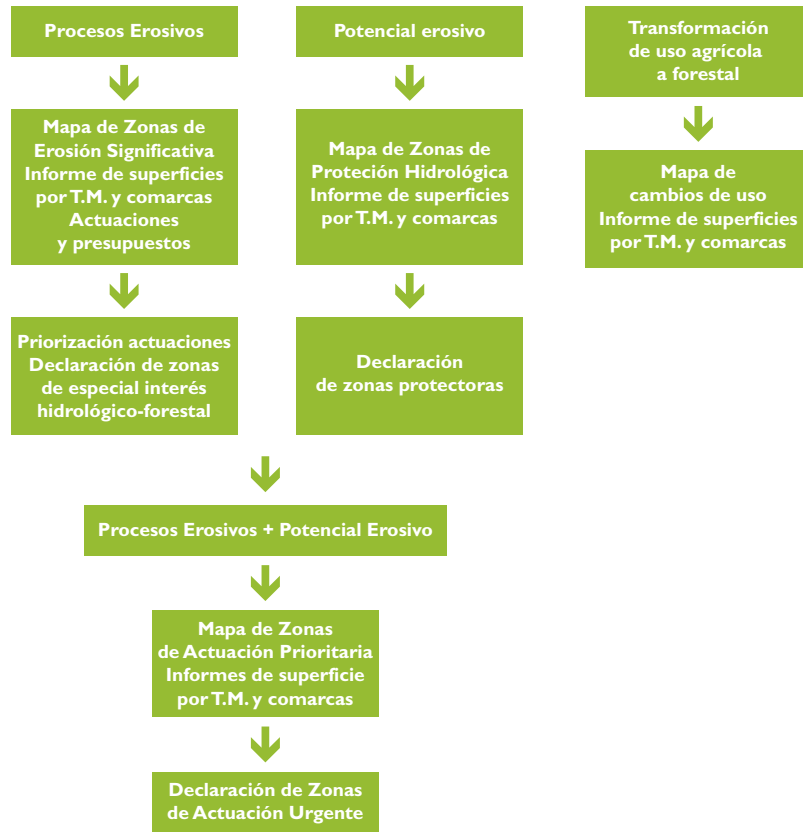 Procesos Erosivos
Mapa de Zonas de
Erosión Significativa
Informe de superficies
por T.M. y comarcas
Actuaciones
y presupuestos
Priorización actuaciones
Declaración de zonas
de especial interés
hidrológico-forestal
Potencial erosivo
Mapa de Zonas de
Proteción Hidrológica
Informe de superficies
por T.M. y comarcas
Declaración
de zonas protectoras
Transformación
de uso agrícola
a forestal
Mapa de
cambios de uso
Informe de superficies
por T.M. y comarcas
Procesos Erosivos + Potencial Erosivo
Mapa de Zonas
de Actuación Prioritaria
Informes de superficie
por T.M. y comarcas
Declaración de Zonas
de Actuación Urgente